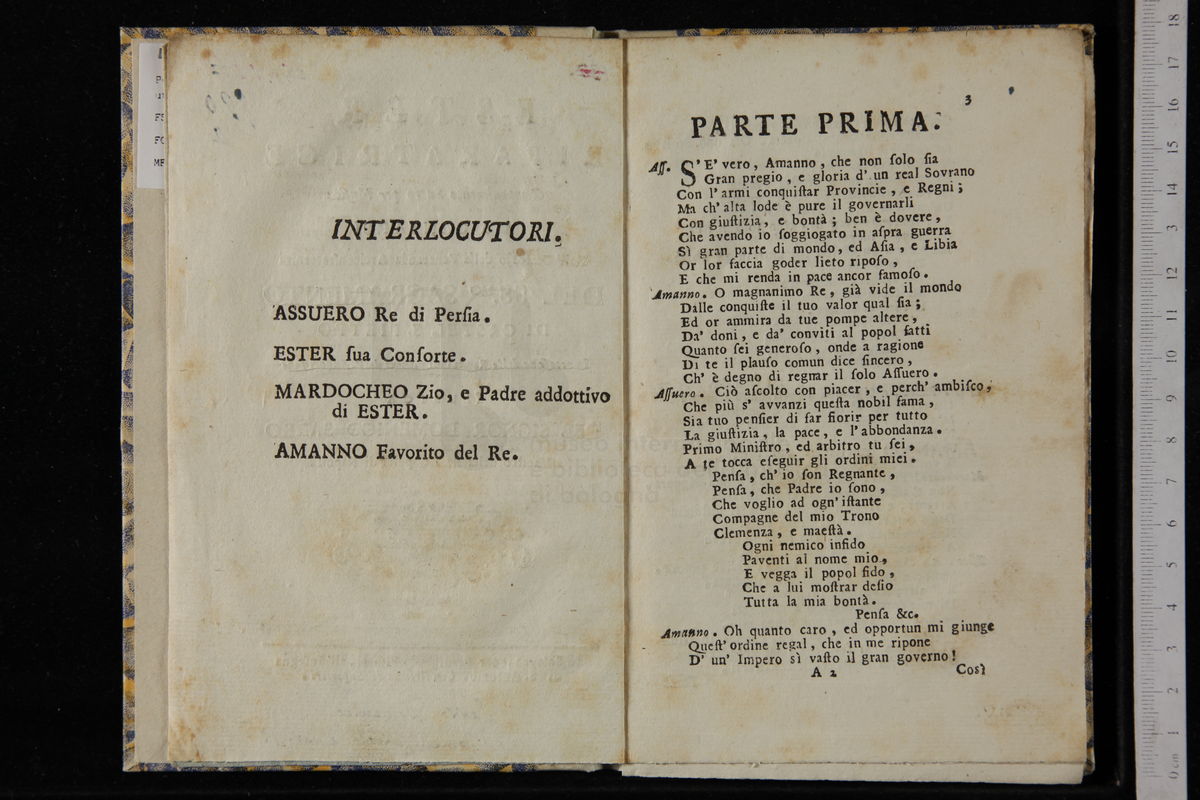 INTERLOCUTORI.
ASSUERO Re di Perſia.
ESTER ſua Conſorte.
MARDOCHEO Zio, e Padre addottivo
di ESTER.
AMANNO Favorito del Re.
3
PARTE PRIMA.
Aſſ. S' E' vero, Amanno, che non ſolo ſia
Gran pregio, e gloria d' un real Sovrano
Con l' armi conquiſtar Provincie, e Regni;
Ma ch' alta lode è pure il governarli
Con giuſtizia, e bontà; ben è dovere,
Che avendo io ſoggiogato in aſpra guerra
Sì gran parte di mondo, ed Aſia, e Libia
Or lor faccia goder lieto ripoſo,
E che mi renda in pace ancor famoſo.
Amanno. O magnanimo Re, già vide il mondo
Dalle conquiſte il tuo valor qual ſia;
Ed or ammira da tue pompe altere,
Da' doni, e da' conviti al popol fatti
Quanto ſei generoſo, onde a ragione
Di te il plauſo comun dice ſincero,
Ch' è degno di regnar il ſolo Aſſuero.
Aſſuero. Ciò aſcolto con piacer, e perch' ambiſco,
Che più s' avvanzi queſta nobil fama,
Sia tuo penſier di far fiorir per tutto
La giuſtizia, la pace, e l' abbondanza.
Primo Miniſtro, ed arbitro tu ſei,
A te tocca eſeguir gli ordini miei.
Penſa, ch' io ſon Regnante,
Penſa, che Padre io ſono,
Che voglio ad ogn' iſtante
Compagne del mio Trono
Clemenza, e maeſtà.
Ogni nemico infido
Paventi al nome mio,
E vegga il popol fido,
Che a lui moſtrar deſio
Tutta la mia bontà.
Penſa &c.
Amanno. Oh quanto caro, ed opportun mi giunge
Queſt' ordine regal, che in me ripone
D' un' Impero sì vaſto il gran governo!
A 2 Così